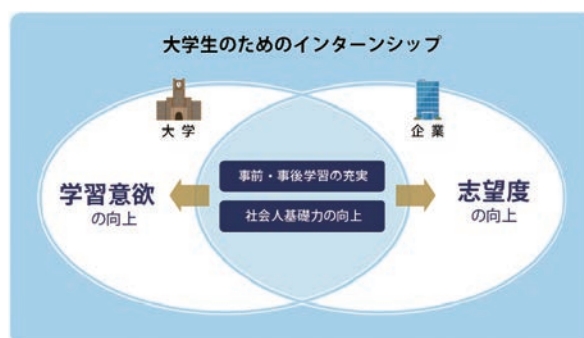 大学生のためのインターンシップ
大学
企業
事前・事後学習の充実
社会人基礎力の向上
学習意欲
の向上
志望度
の向上